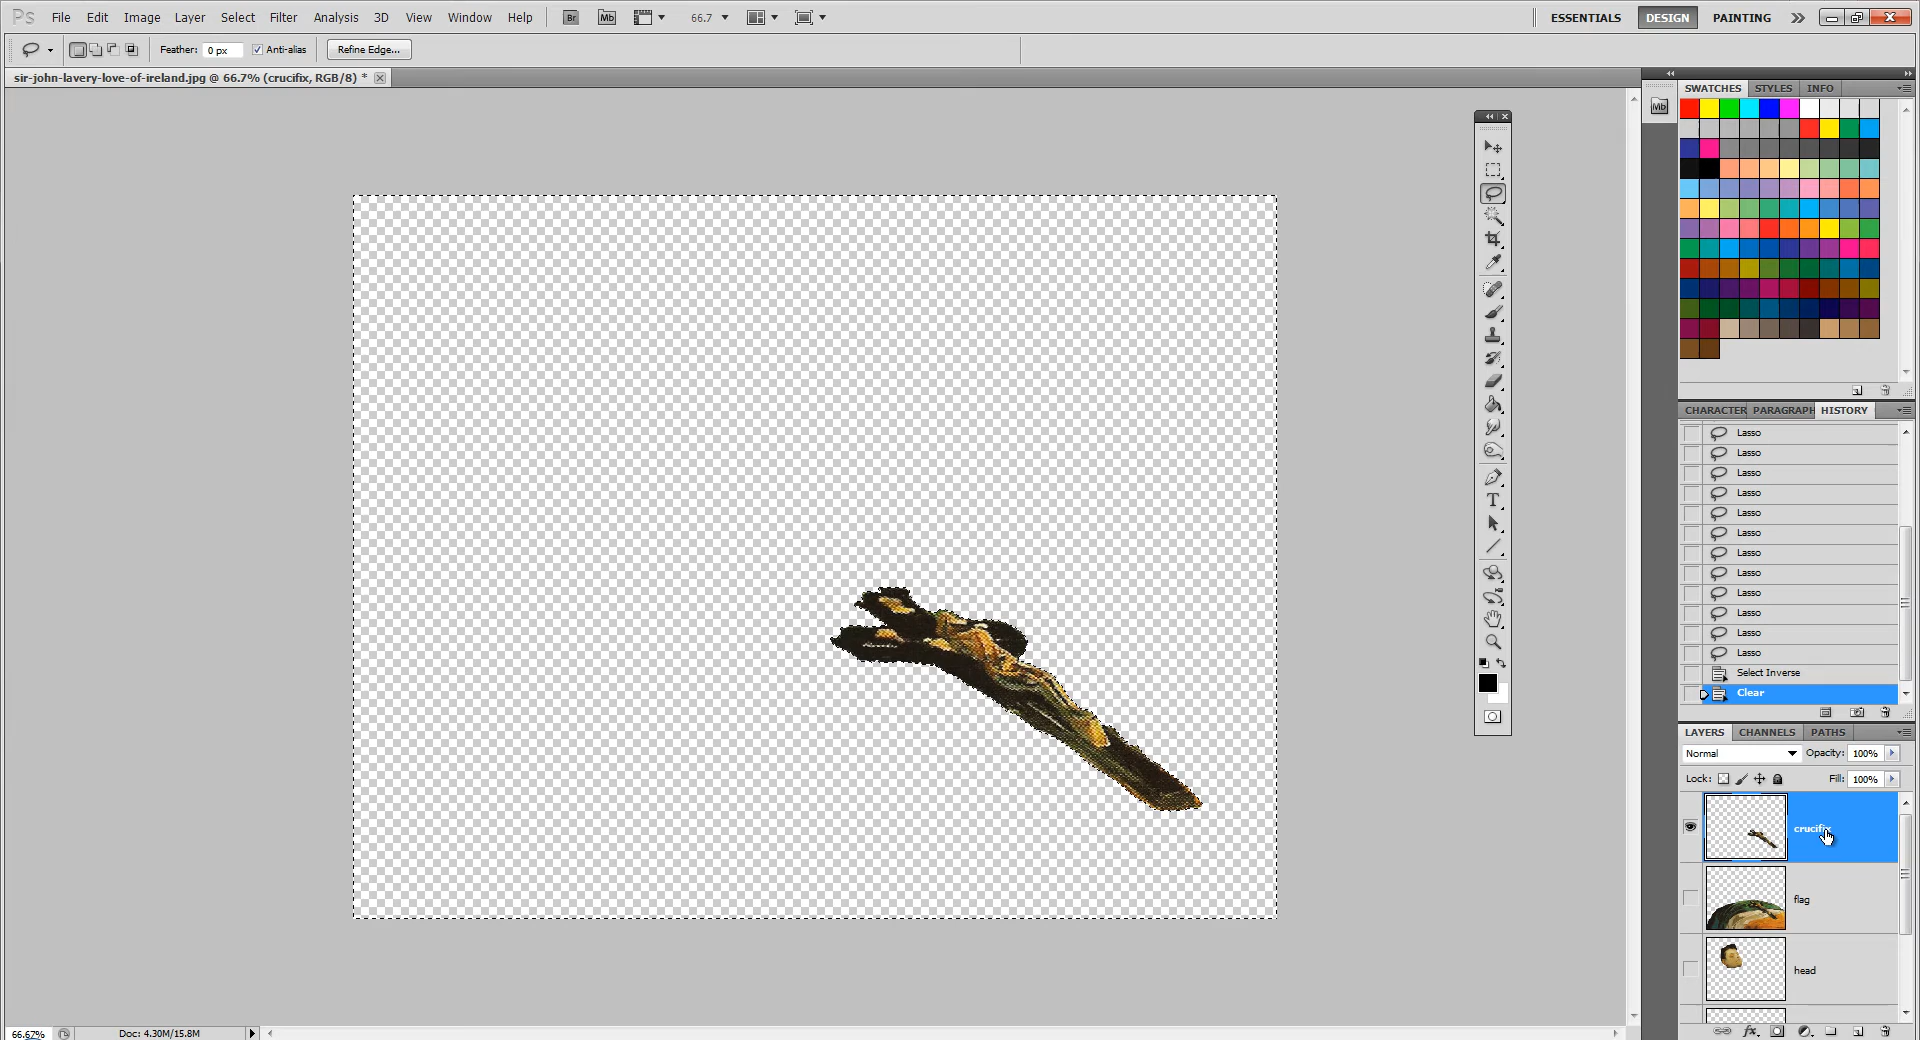 Ps File Edit Image Layer Select Filter Analysis 3D View Window Help Br Mb 66.7 ESSENTIALS DESIGN PAINTING
Feather: 0 px Anti-alias Refine Edge...
sir-john-lavery-love-of-ireland.jpg @ 66.7% (crucifix, RGB/8) *
SWATCHES STYLES INFO
Mb
CHARACTER PARAGRAPH HISTORY
Lasso
Lasso
Lasso
Lasso
Lasso
Lasso
Lasso
Lasso
Lasso
Lasso
Lasso
Lasso
Select Inverse
Clear
LAYERS CHANNELS PATHS
Normal Opacity: 100%
Lock: Fill: 100%
crucifix
flag
head
66.67% Doc: 4.30M/15.8M